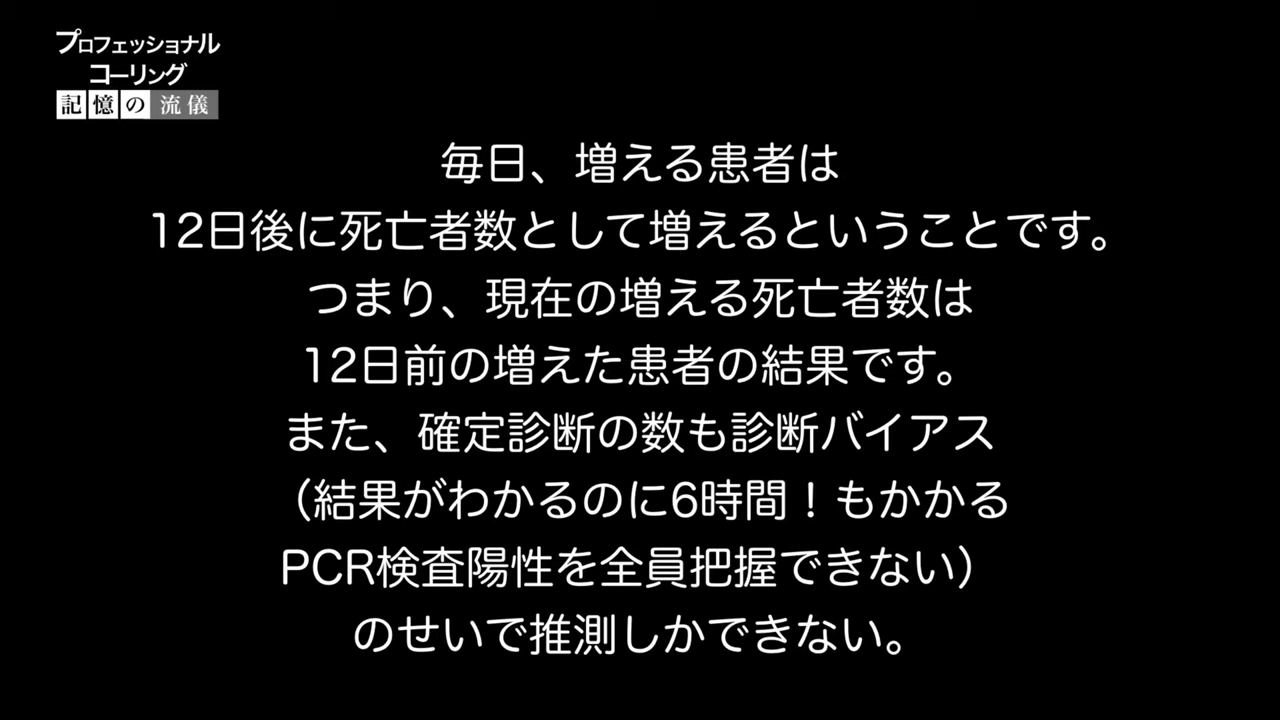 プロフェッショナル
コーリング
記憶の流儀
毎日、増える患者は
12日後に死亡者数として増えるということです。
つまり、現在の増える死亡者数は
12日前の増えた患者の結果です。
また、確定診断の数も診断バイアス
（結果がわかるのに6時間！もかかる
PCR検査陽性を全員把握できない）
のせいで推測しかできない。